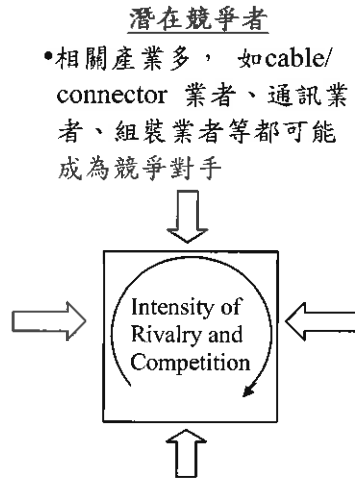 潛在競爭者
•相關產業多， 如cable/
connector 業者、通訊業
者、組裝業者等都可能
成為競爭對手
Intensity of
Rivalry and
Competition